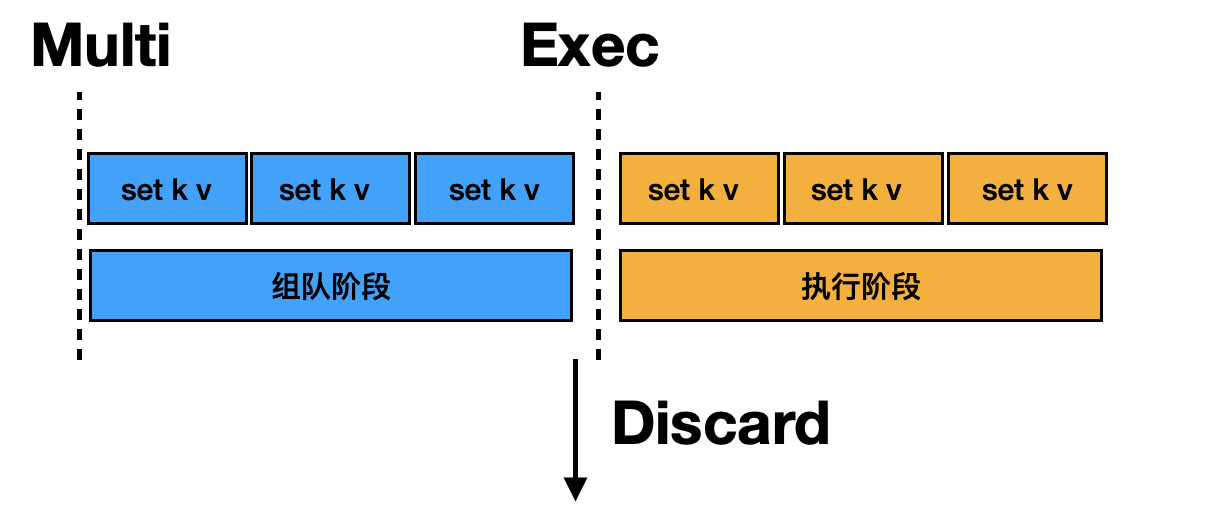 Multi Exec
set k v set k v set k v set k v set k v set k v
组队阶段 执行阶段
Discard